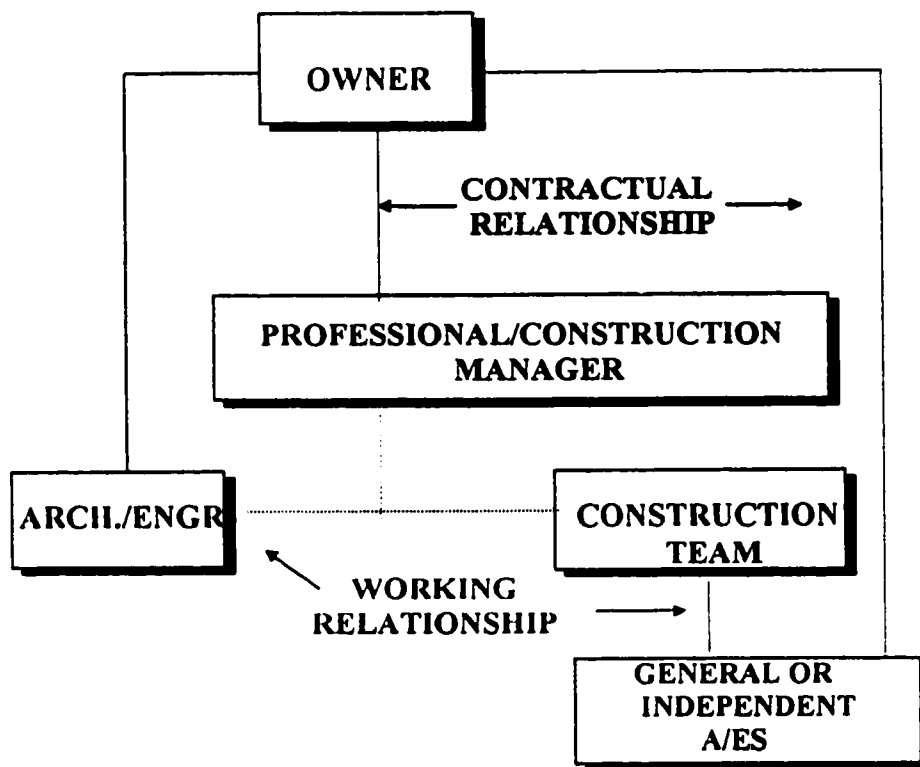 OWNER
CONTRACTUAL
RELATIONSHIP
PROFESSIONAL/CONSTRUCTION
MANAGER
ARCH./ENGR
CONSTRUCTION
TEAM
WORKING
RELATIONSHIP
GENERAL OR
INDEPENDENT
A/ES